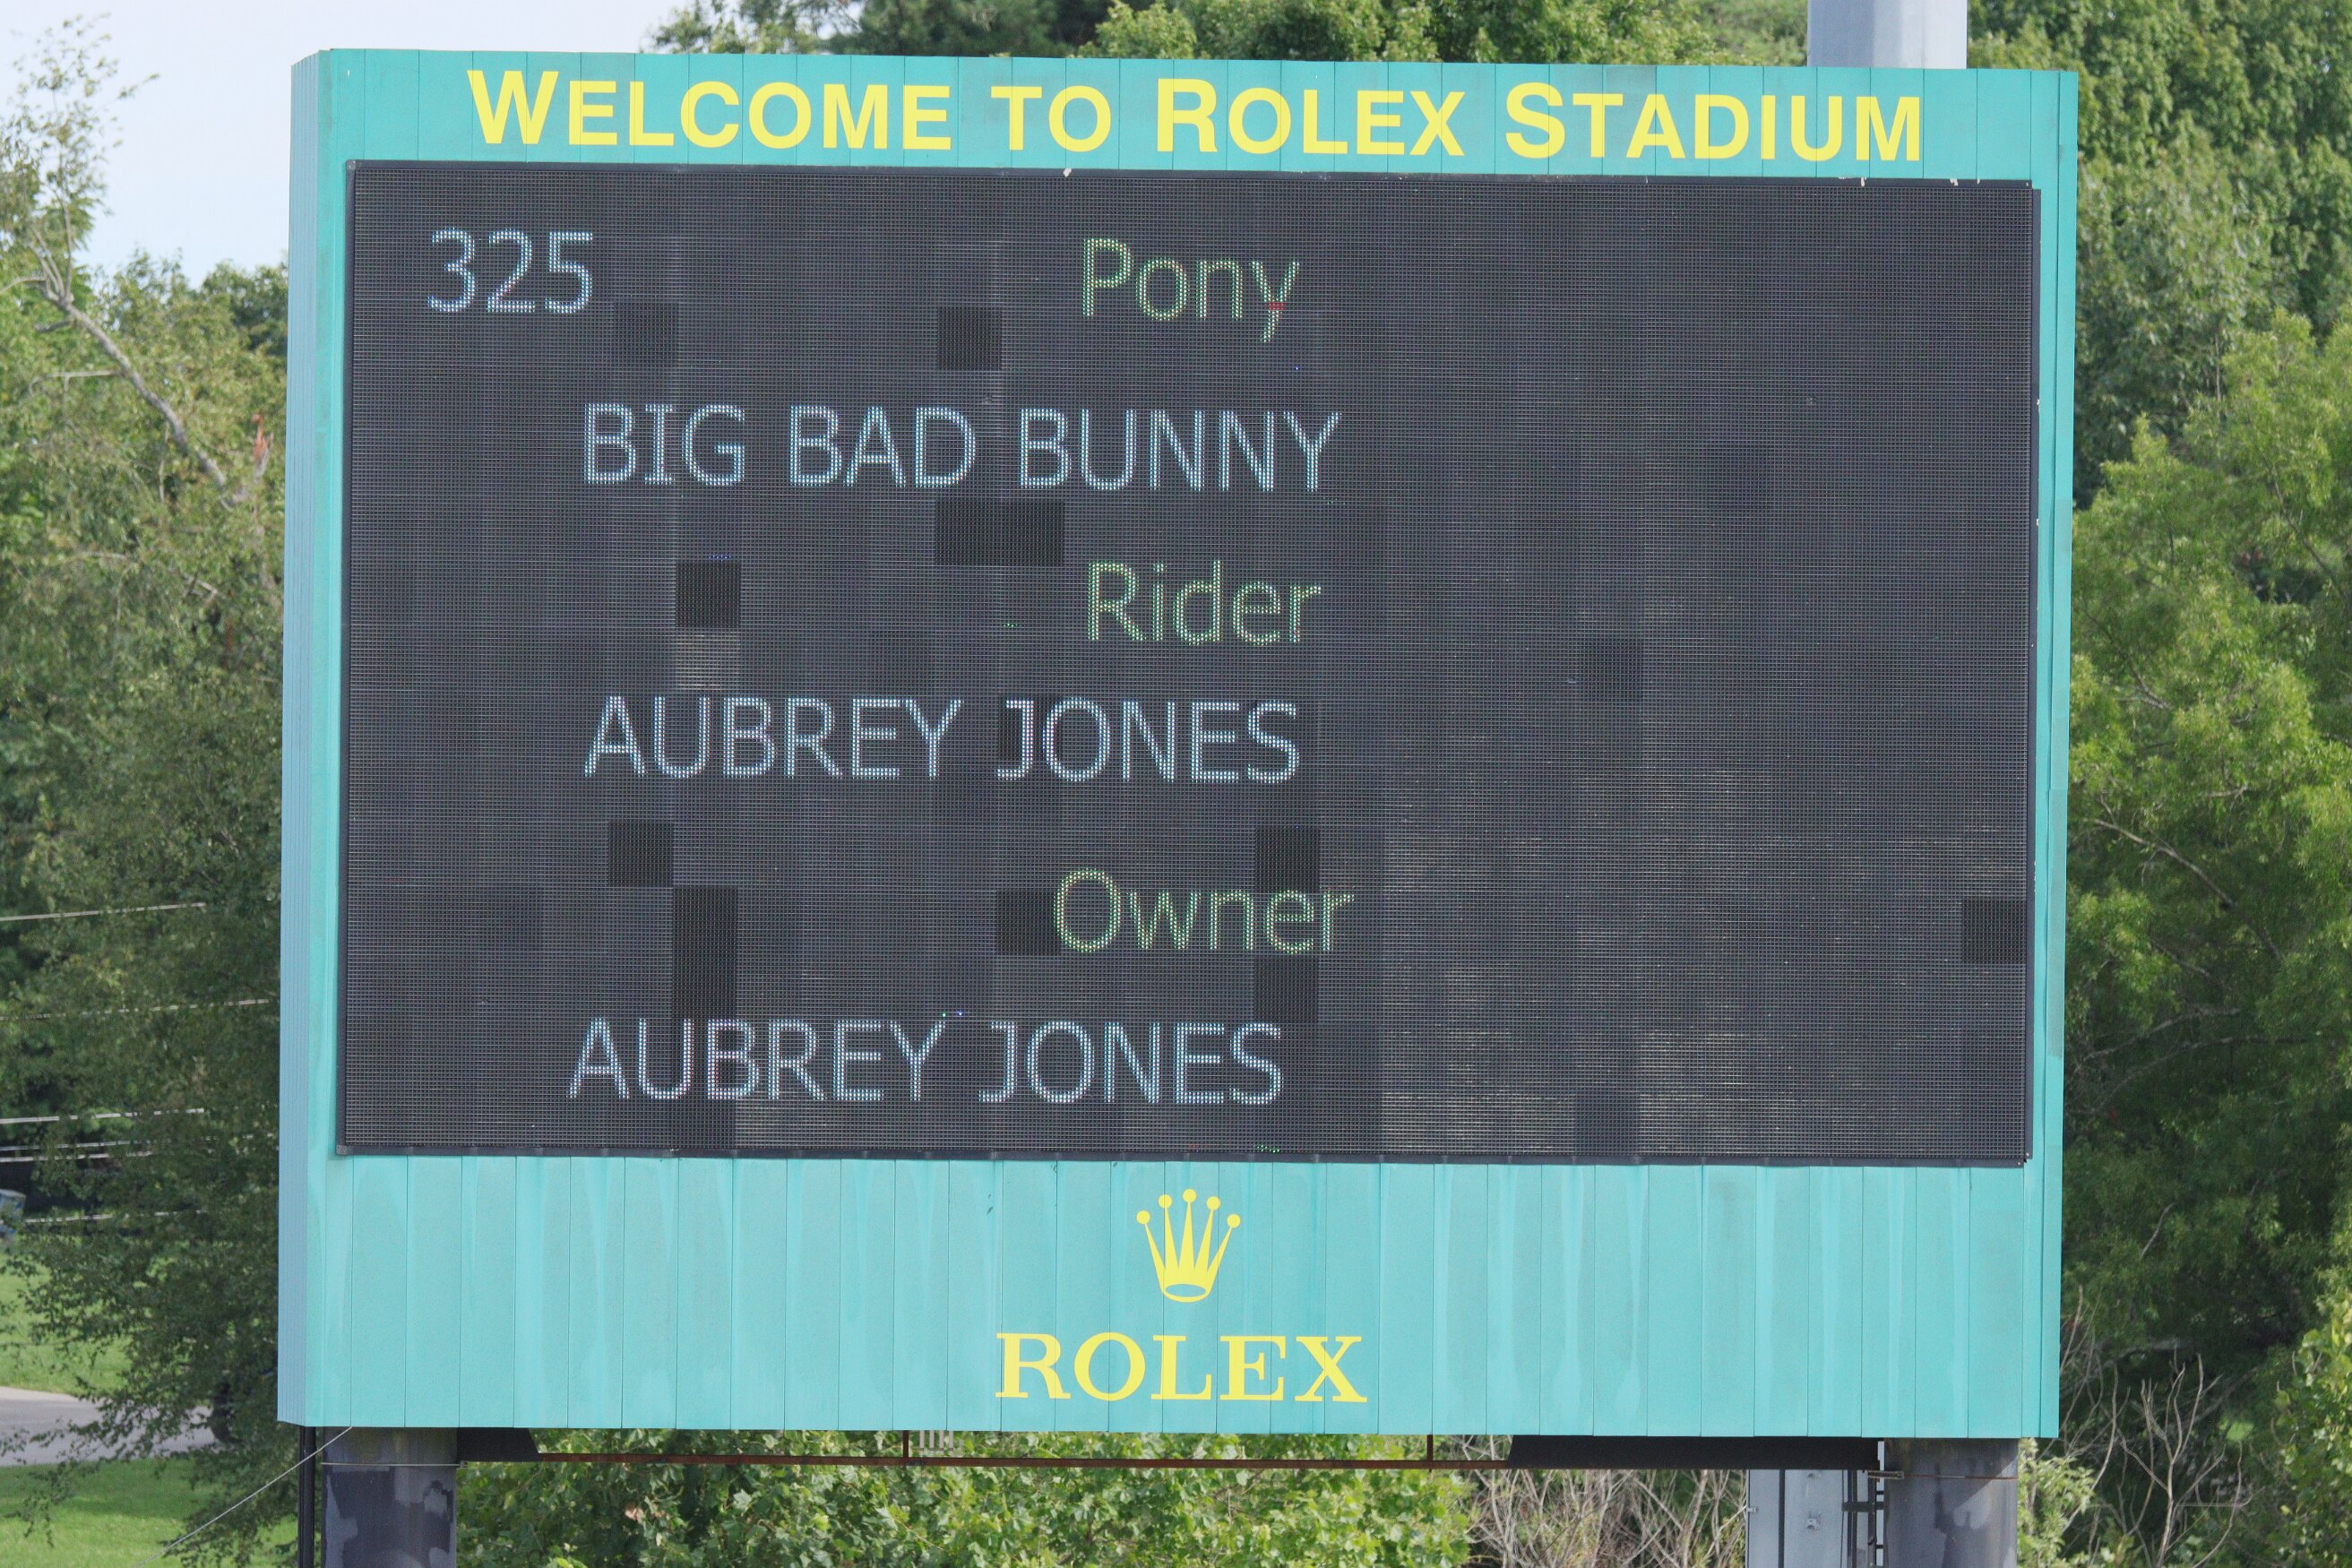 WELCOME TO ROLEX STADIUM
325 Pony
BIG BAD BUNNY
Rider
AUBREY JONES
Owner
AUBREY JONES
ROLEX